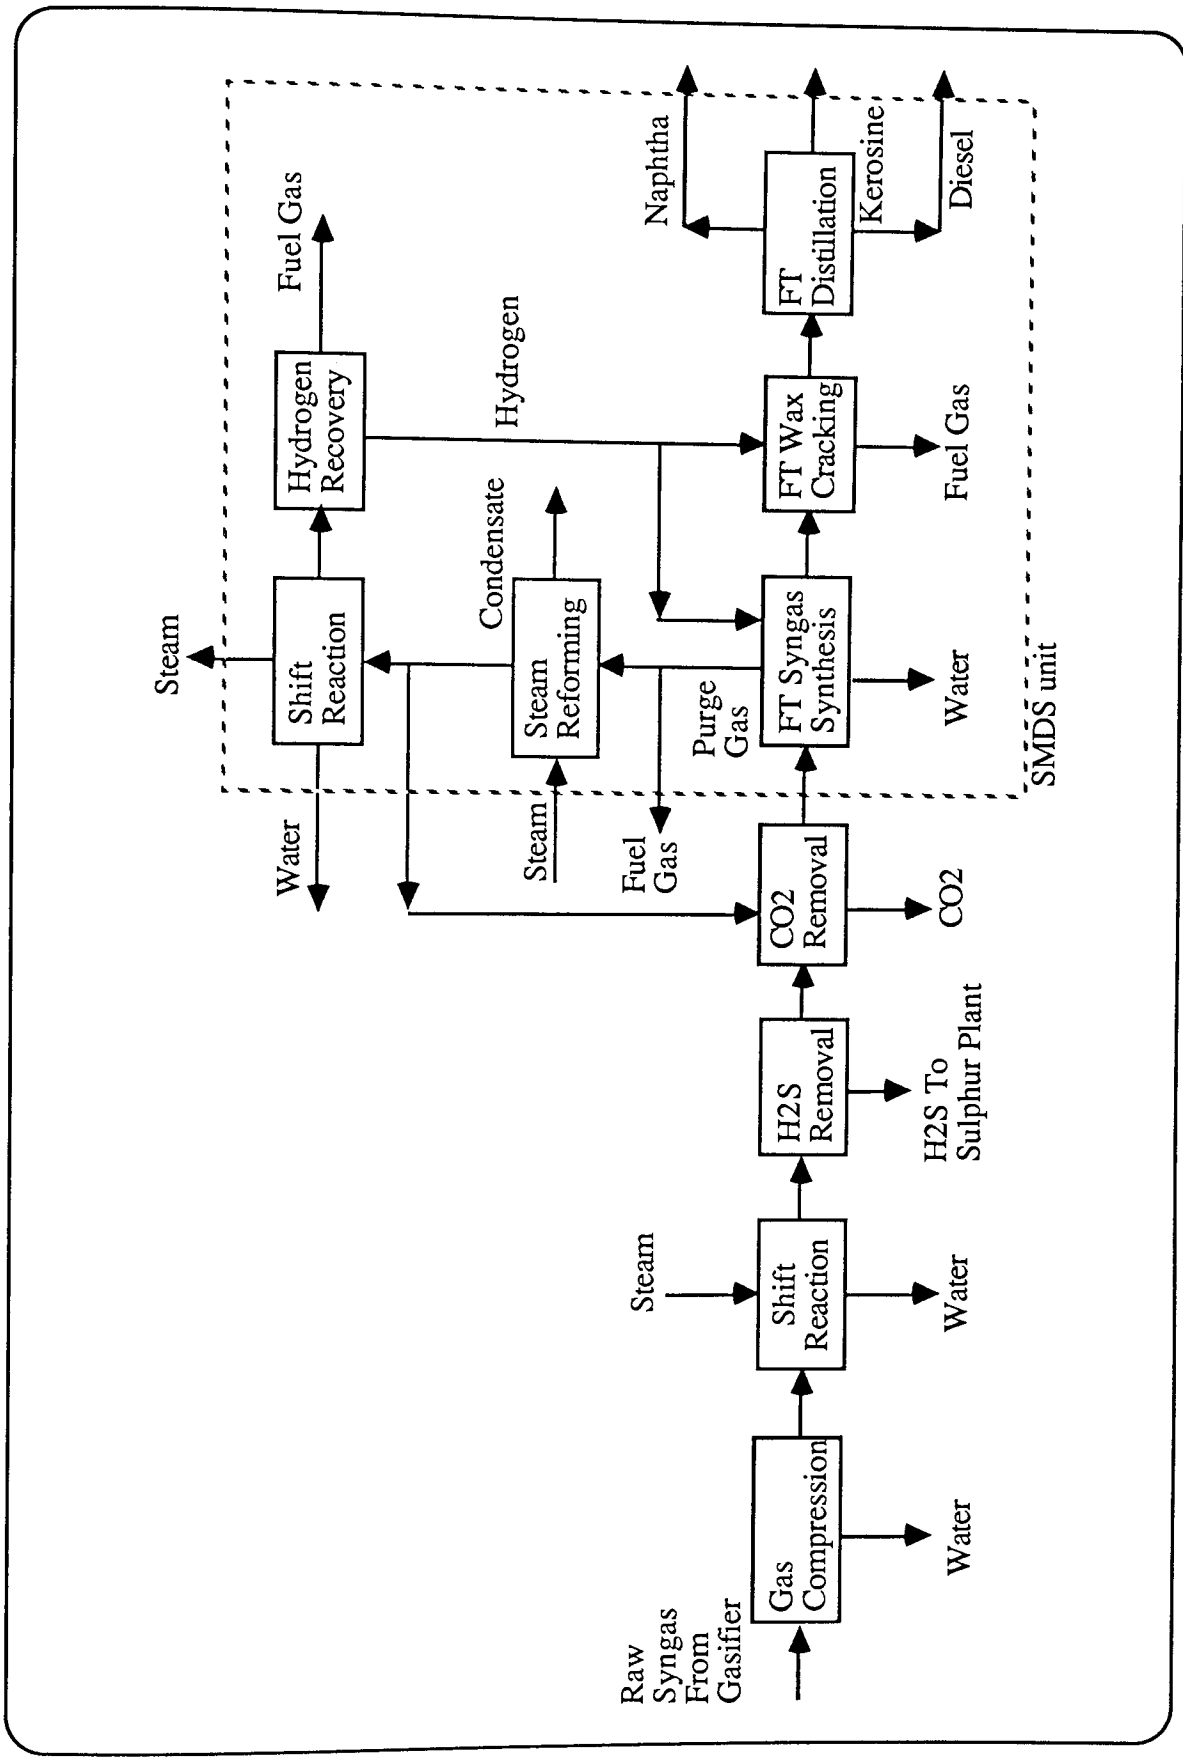 Steam
Water
Shift
Reaction
Hydrogen
Recovery
Fuel Gas
Steam
Steam
Reforming
Condensate
Hydrogen
Fuel
Gas
Purge
Gas
Naphtha
Raw
Syngas
From
Gasifier
Steam
Gas
Compression
Shift
Reaction
H2S
Removal
CO2
Removal
FT Syngas
Synthesis
FT Wax
Cracking
FT
Distillation
Kerosine
Water
Water
H2S To
Sulphur Plant
CO2
Water
Fuel Gas
Diesel
SMDS unit